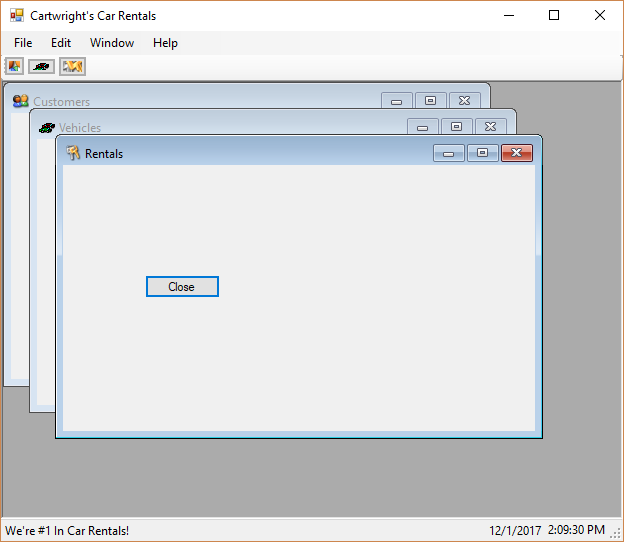 Cartwright's Car Rentals
File Edit Window Help
Customers
Vehicles
Rentals
Close
We're #1 In Car Rentals! 12/1/2017 2:09:30 PM